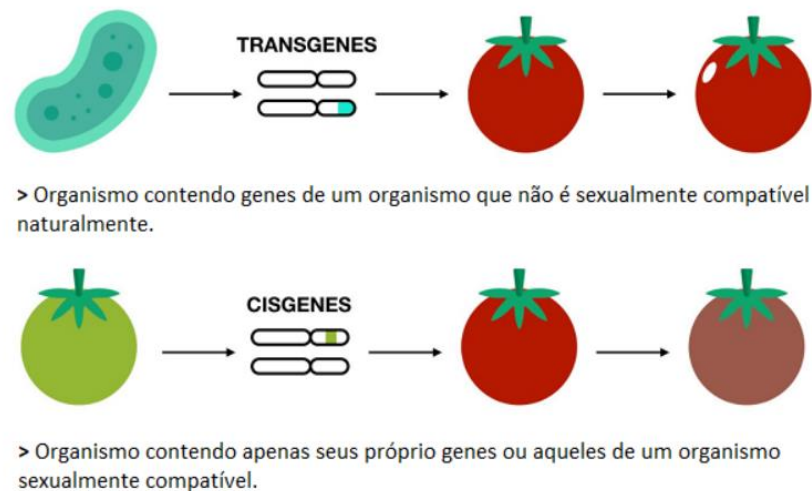 TRANSGENES
> Organismo contendo genes de um organismo que não é sexualmente compatível
naturalmente.
CISGENES
> Organismo contendo apenas seus próprio genes ou aqueles de um organismo
sexualmente compatível.